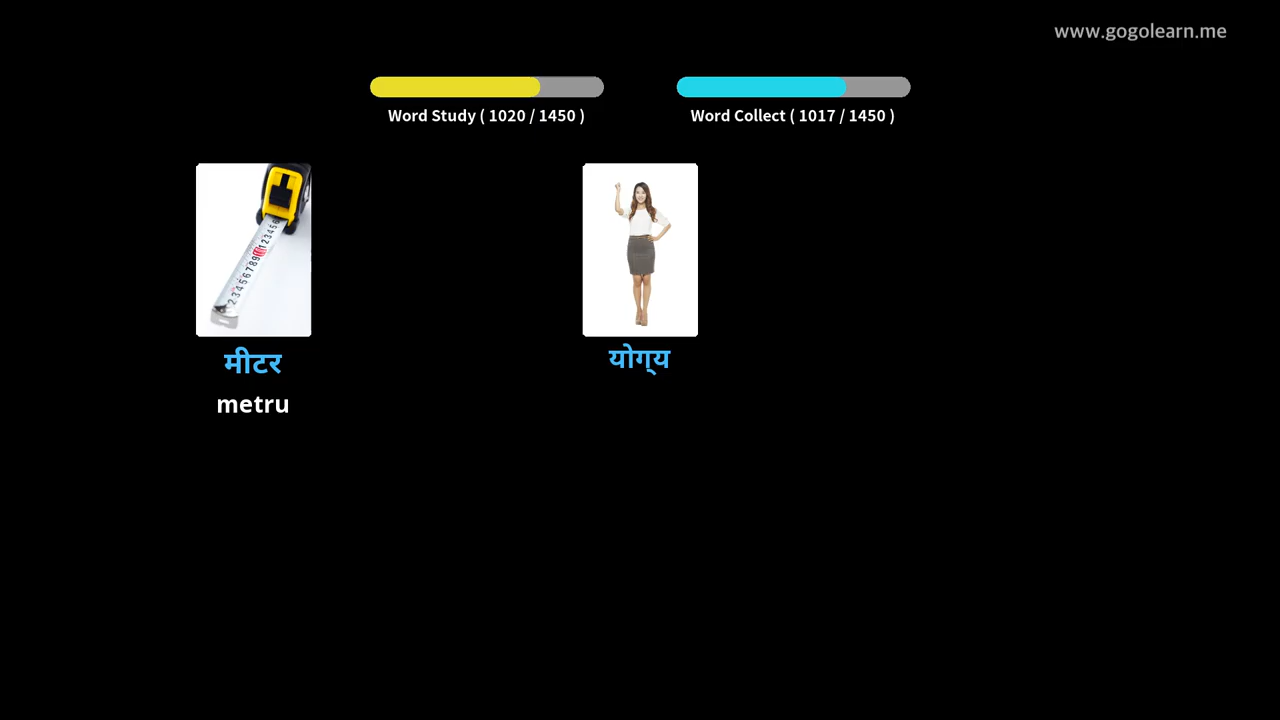 www.gogolearn.me
Word Study ( 1020 / 1450 )
Word Collect ( 1017 / 1450 )
मीटर
योग्य
metru